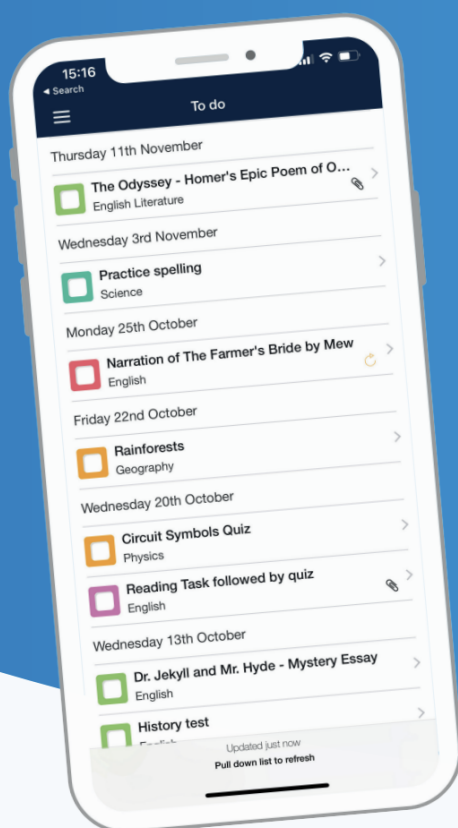 15:16
◂ Search
To do
Thursday 11th November
The Odyssey - Homer's Epic Poem of O...
English Literature
Wednesday 3rd November
Practice spelling
Science
Monday 25th October
Narration of The Farmer's Bride by Mew
English
Friday 22nd October
Rainforests
Geography
Wednesday 20th October
Circuit Symbols Quiz
Physics
Reading Task followed by quiz
English
Wednesday 13th October
Dr. Jekyll and Mr. Hyde - Mystery Essay
English
History test
English
Updated just now
Pull down list to refresh